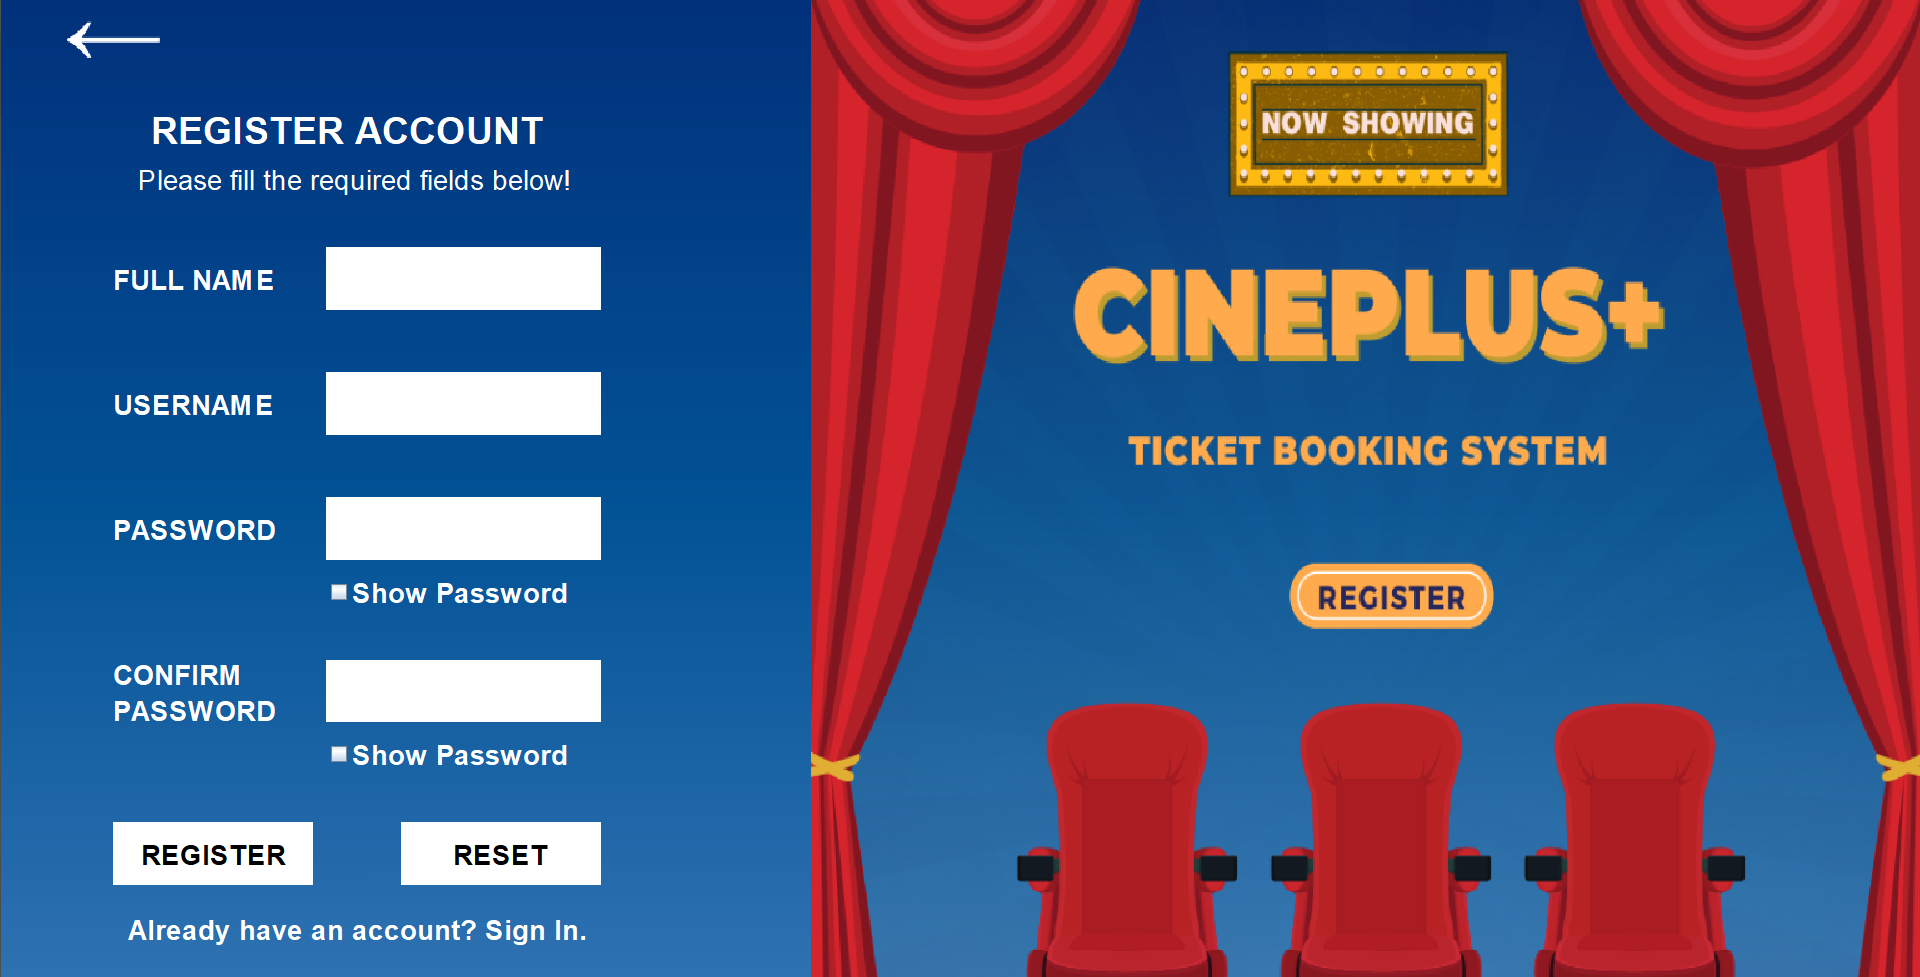 REGISTER ACCOUNT
Please fill the required fields below!
FULL NAME
USERNAME
PASSWORD
Show Password
CONFIRM
PASSWORD
Show Password
REGISTER
RESET
Already have an account? Sign In.
NOW SHOWING
CINEPLUS+
TICKET BOOKING SYSTEM
REGISTER